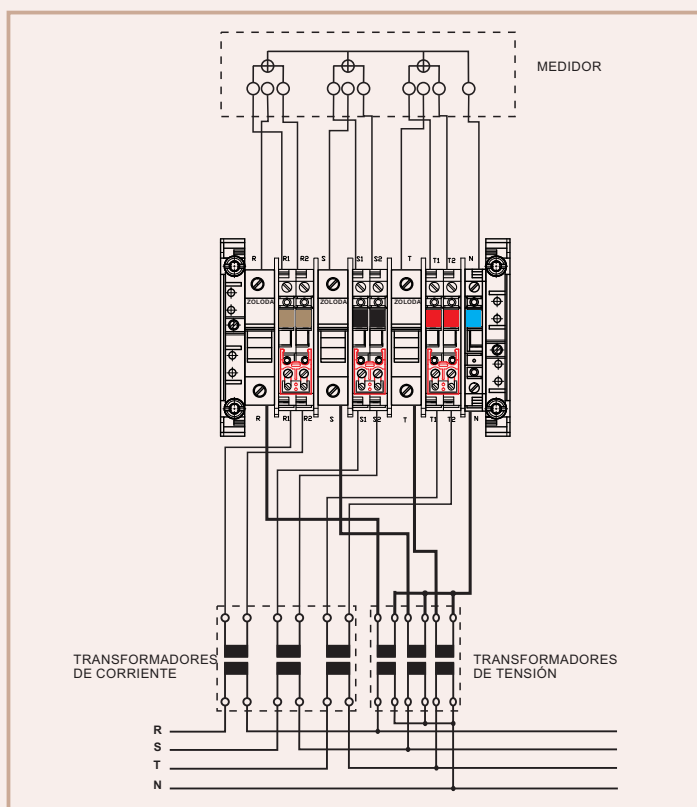 MEDIDOR
R R1 R2 S S1 S2 T T1 T2 N
ZOLODA ZOLODA ZOLODA
R R1 R2 S S1 S2 T T1 T2 N
TRANSFORMADORES
DE CORRIENTE
TRANSFORMADORES
DE TENSIÓN
R
S
T
N